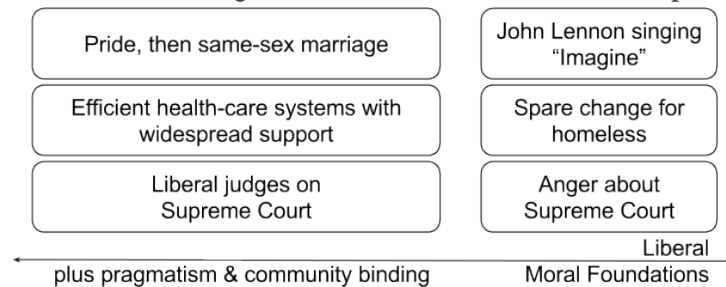 Pride, then same-sex marriage
John Lennon singing
“Imagine”
Efficient health-care systems with
widespread support
Spare change for
homeless
Liberal judges on
Supreme Court
Anger about
Supreme Court
Liberal
plus pragmatism & community binding
Moral Foundations